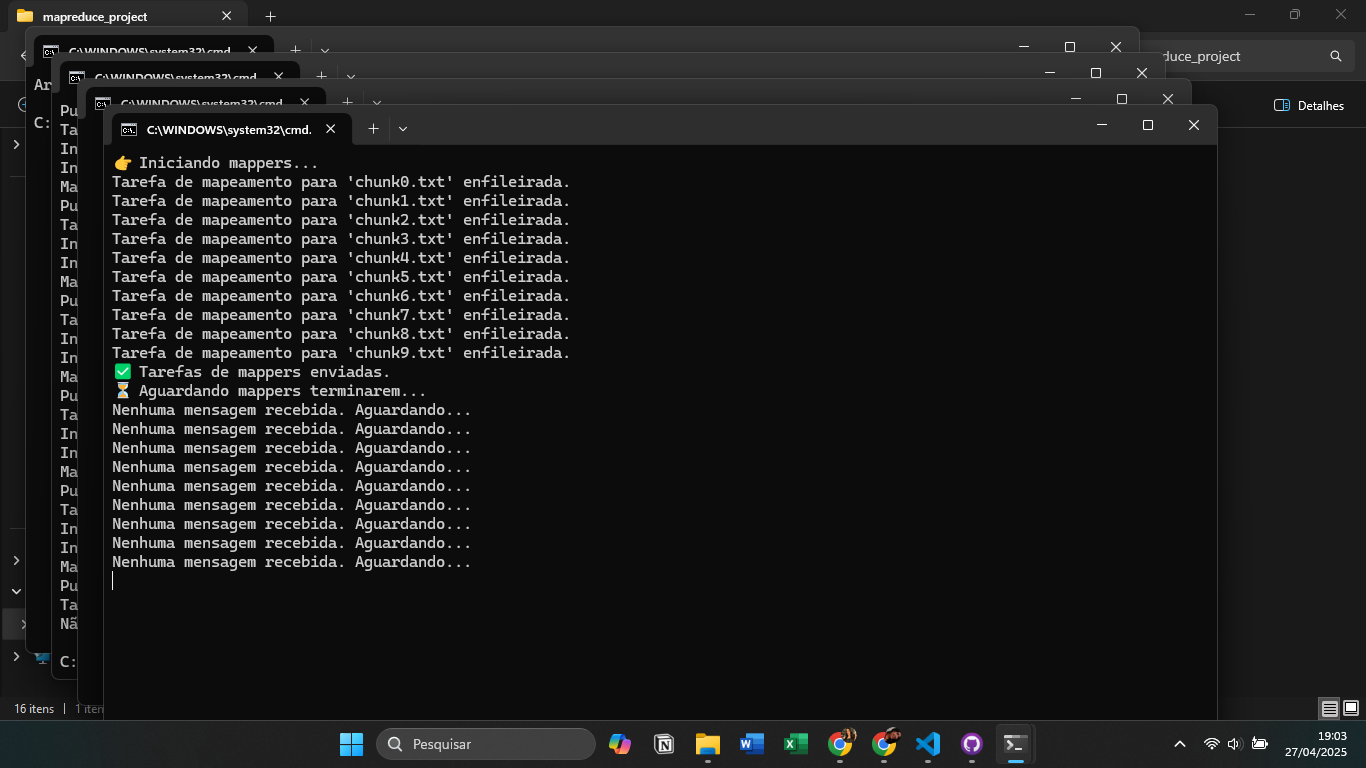 mapreduce_project
C:\WINDOWS\system32\cmd.
C:\WINDOWS\system32\cmd.
C:\WINDOWS\system32\cmd.
C:\WINDOWS\system32\cmd.
uce_project
Detalhes
Ar
C:
Pu
Ta
In
In
Ma
Pu
Ta
In
In
Ma
Pu
Ta
In
In
Ma
Pu
Ta
In
In
Ma
Pu
Ta
In
In
Ma
Pu
Ta
Nã
C:
👉 Iniciando mappers...
Tarefa de mapeamento para 'chunk0.txt' enfileirada.
Tarefa de mapeamento para 'chunk1.txt' enfileirada.
Tarefa de mapeamento para 'chunk2.txt' enfileirada.
Tarefa de mapeamento para 'chunk3.txt' enfileirada.
Tarefa de mapeamento para 'chunk4.txt' enfileirada.
Tarefa de mapeamento para 'chunk5.txt' enfileirada.
Tarefa de mapeamento para 'chunk6.txt' enfileirada.
Tarefa de mapeamento para 'chunk7.txt' enfileirada.
Tarefa de mapeamento para 'chunk8.txt' enfileirada.
Tarefa de mapeamento para 'chunk9.txt' enfileirada.
✅ Tarefas de mappers enviadas.
⏳ Aguardando mappers terminarem...
Nenhuma mensagem recebida. Aguardando...
Nenhuma mensagem recebida. Aguardando...
Nenhuma mensagem recebida. Aguardando...
Nenhuma mensagem recebida. Aguardando...
Nenhuma mensagem recebida. Aguardando...
Nenhuma mensagem recebida. Aguardando...
Nenhuma mensagem recebida. Aguardando...
Nenhuma mensagem recebida. Aguardando...
Nenhuma mensagem recebida. Aguardando...
16 itens | 1 iten
Pesquisar
19:03
27/04/2025